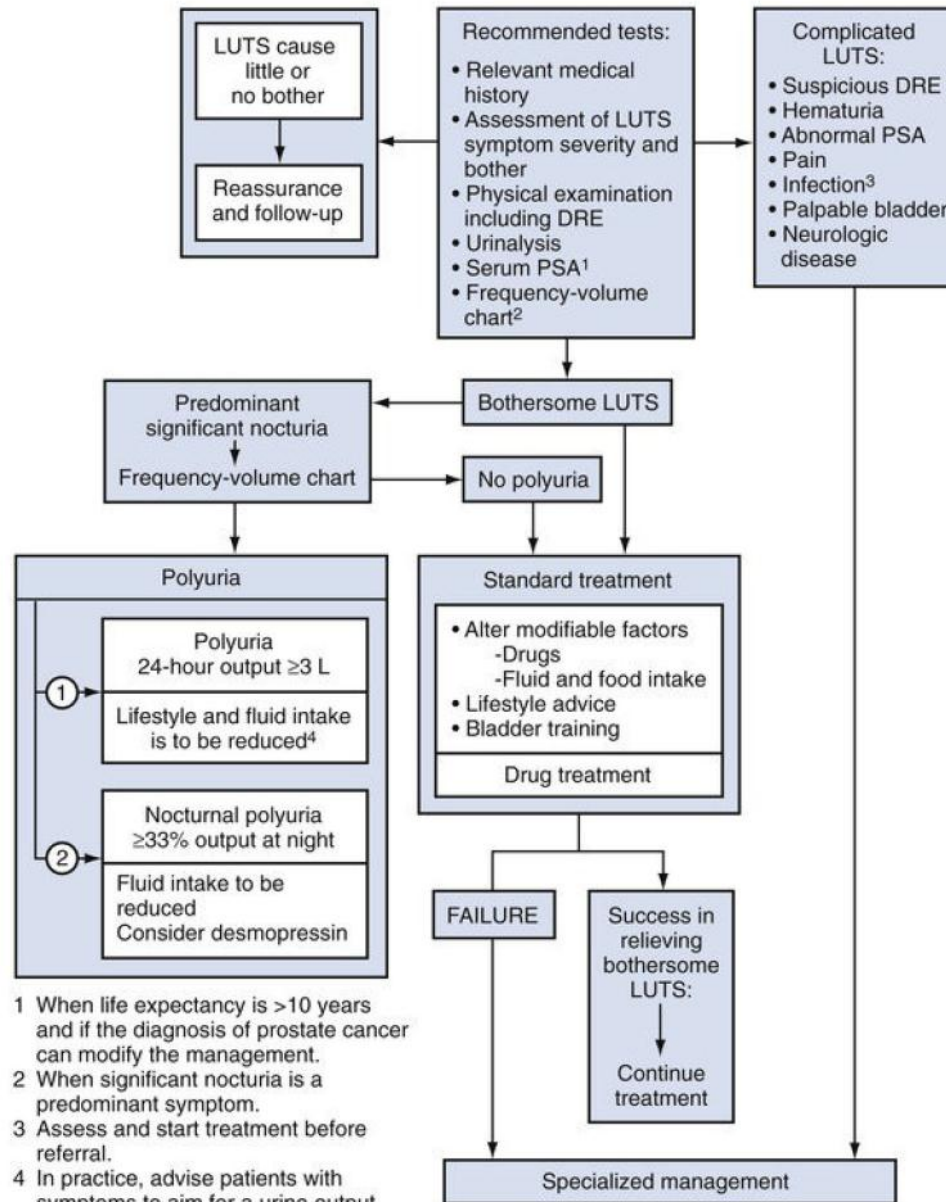 LUTS cause
little or
no bother
Reassurance
and follow-up
Recommended tests:
• Relevant medical
history
• Assessment of LUTS
symptom severity and
bother
• Physical examination
including DRE
• Urinalysis
• Serum PSA¹
• Frequency-volume
chart²
Complicated
LUTS:
• Suspicious DRE
• Hematuria
• Abnormal PSA
• Pain
• Infection³
• Palpable bladder
• Neurologic
disease
Bothersome LUTS
Predominant
significant nocturia
Frequency-volume chart
No polyuria
Polyuria
1
Polyuria
24-hour output ≥3 L
Lifestyle and fluid intake
is to be reduced⁴
2
Nocturnal polyuria
≥33% output at night
Fluid intake to be
reduced
Consider desmopressin
Standard treatment
• Alter modifiable factors
-Drugs
-Fluid and food intake
• Lifestyle advice
• Bladder training
Drug treatment
FAILURE
Success in
relieving
bothersome
LUTS:
Continue
treatment
Specialized management
1 When life expectancy is >10 years
and if the diagnosis of prostate cancer
can modify the management.
2 When significant nocturia is a
predominant symptom.
3 Assess and start treatment before
referral.
4 In practice, advise patients with
symptoms to aim for a urine output